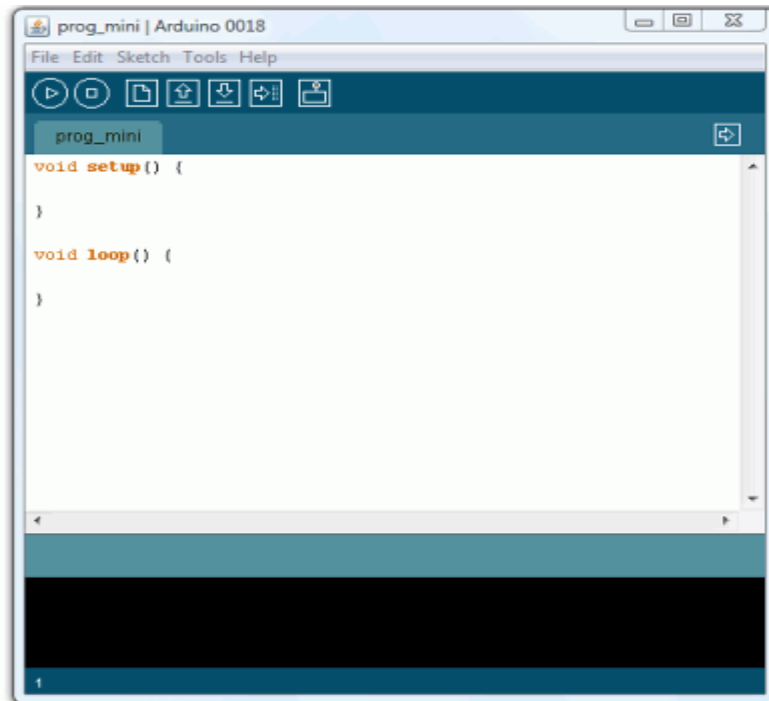 prog_mini | Arduino 0018
File Edit Sketch Tools Help
prog_mini
void setup() {
}
void loop() {
}
1